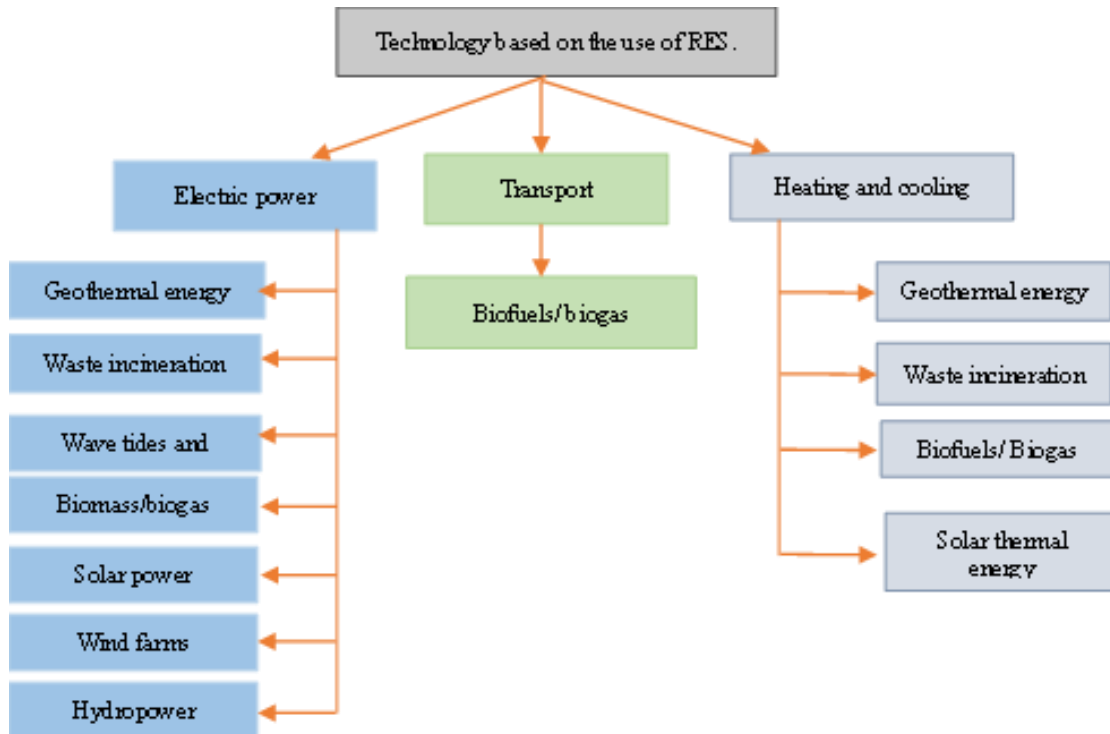 Technology based on the use of RES.
Electric power
Transport
Heating and cooling
Geothermal energy
Waste incineration
Wave tides and
Biomass/biogas
Solar power
Wind farms
Hydropower
Biofuels/biogas
Geothermal energy
Waste incineration
Biofuels/Biogas
Solar thermal
energy